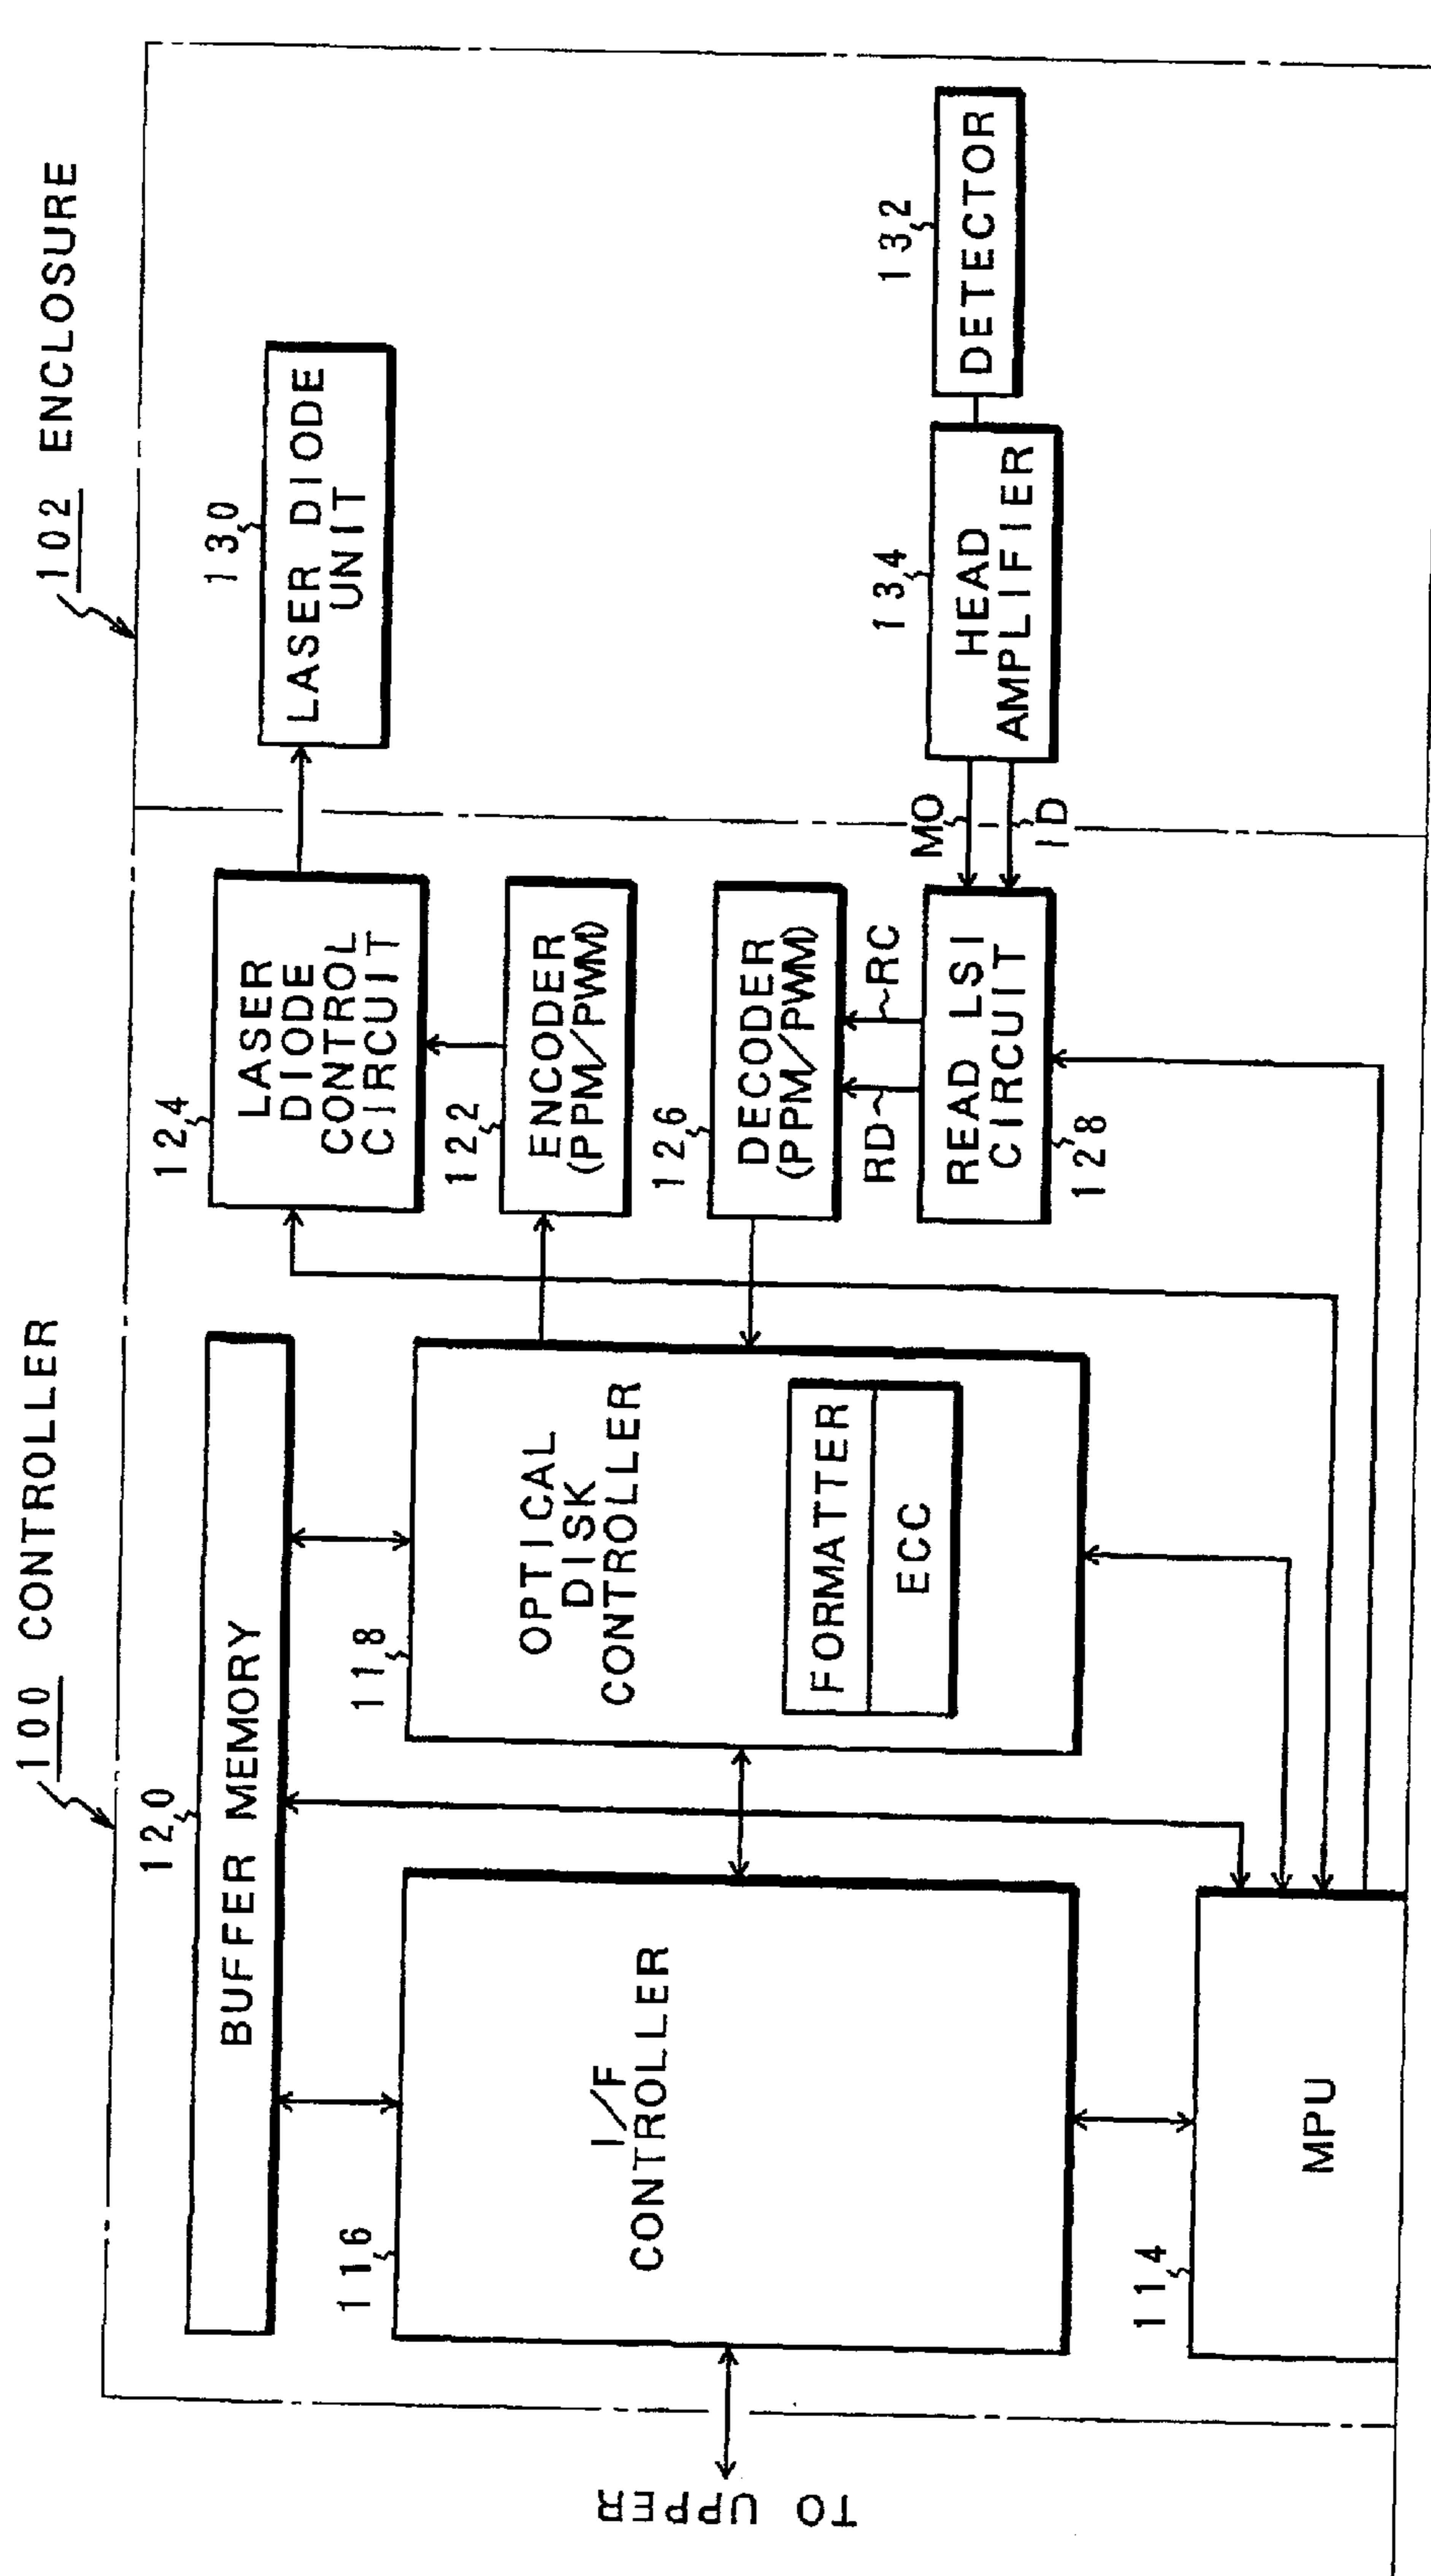 100 CONTROLLER
102 ENCLOSURE
120
BUFFER MEMORY
116
I/F
CONTROLLER
118
OPTICAL
DISK
CONTROLLER
FORMATTER
ECC
114
MPU
TO UPPER
124
LASER
DIODE
CONTROL
CIRCUIT
122
ENCODER
(PPM/PWM)
126
DECODER
(PPM/PWM)
RD
RC
READ LSI
CIRCUIT
128
130
LASER DIODE
UNIT
MO
ID
134
HEAD
AMPLIFIER
132
DETECTOR